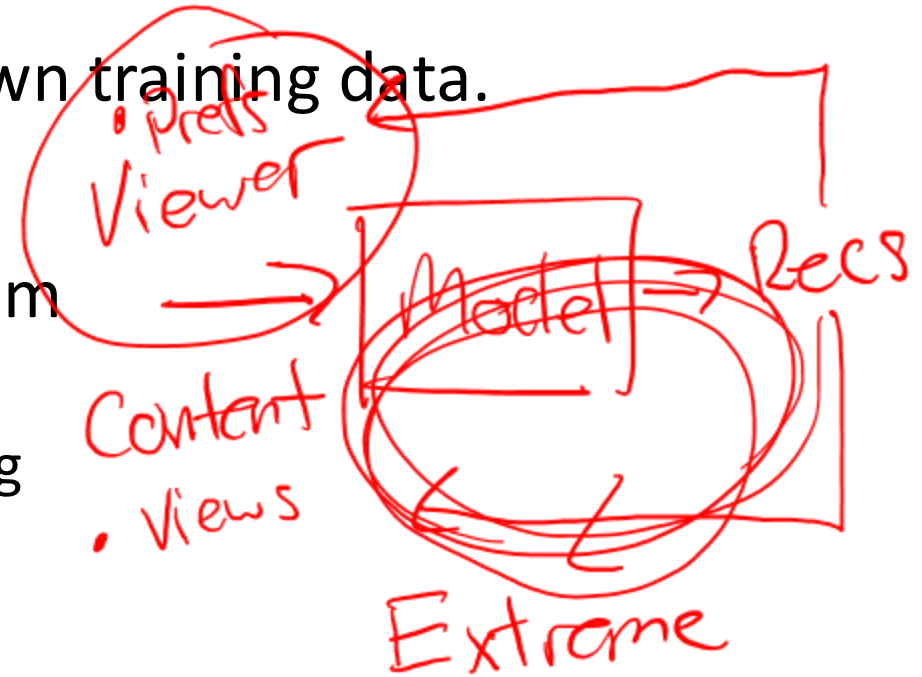 wn training data.
• Prefs
Viewer
m
Model → Recs
Content
g
• Views
Extreme